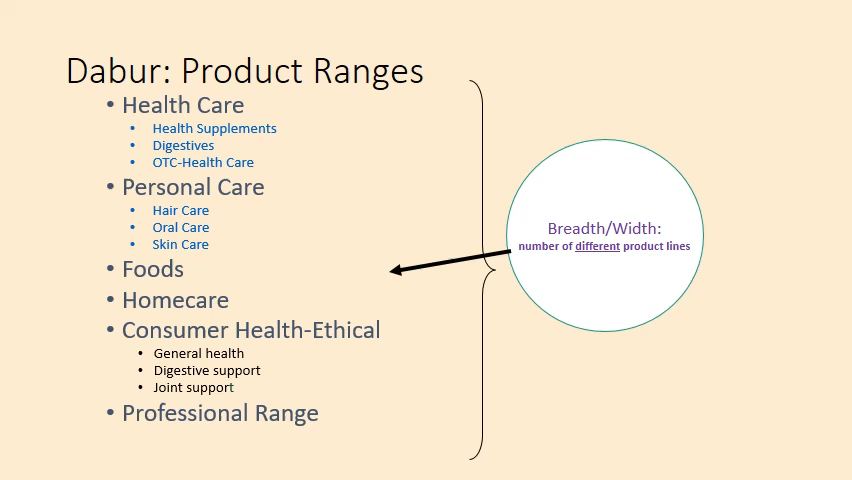 Dabur: Product Ranges
• Health Care
• Health Supplements
• Digestives
• OTC-Health Care
• Personal Care
• Hair Care
• Oral Care
• Skin Care
• Foods
• Homecare
• Consumer Health-Ethical
• General health
• Digestive support
• Joint support
• Professional Range
Breadth/Width:
number of different product lines